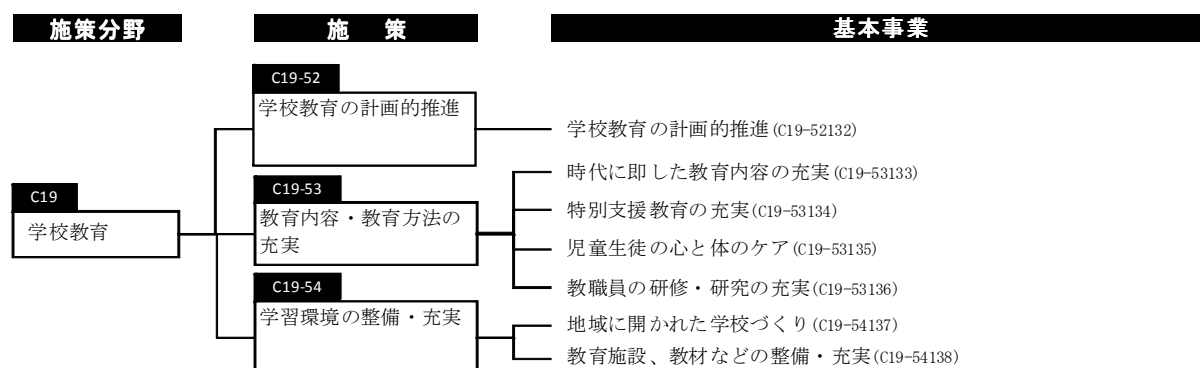 施策分野
施　策
基本事業
C19
学校教育
C19-52
学校教育の計画的推進
学校教育の計画的推進(C19-52132)
C19-53
教育内容・教育方法の
充実
時代に即した教育内容の充実(C19-53133)
特別支援教育の充実(C19-53134)
児童生徒の心と体のケア(C19-53135)
教職員の研修・研究の充実(C19-53136)
C19-54
学習環境の整備・充実
地域に開かれた学校づくり(C19-54137)
教育施設、教材などの整備・充実(C19-54138)